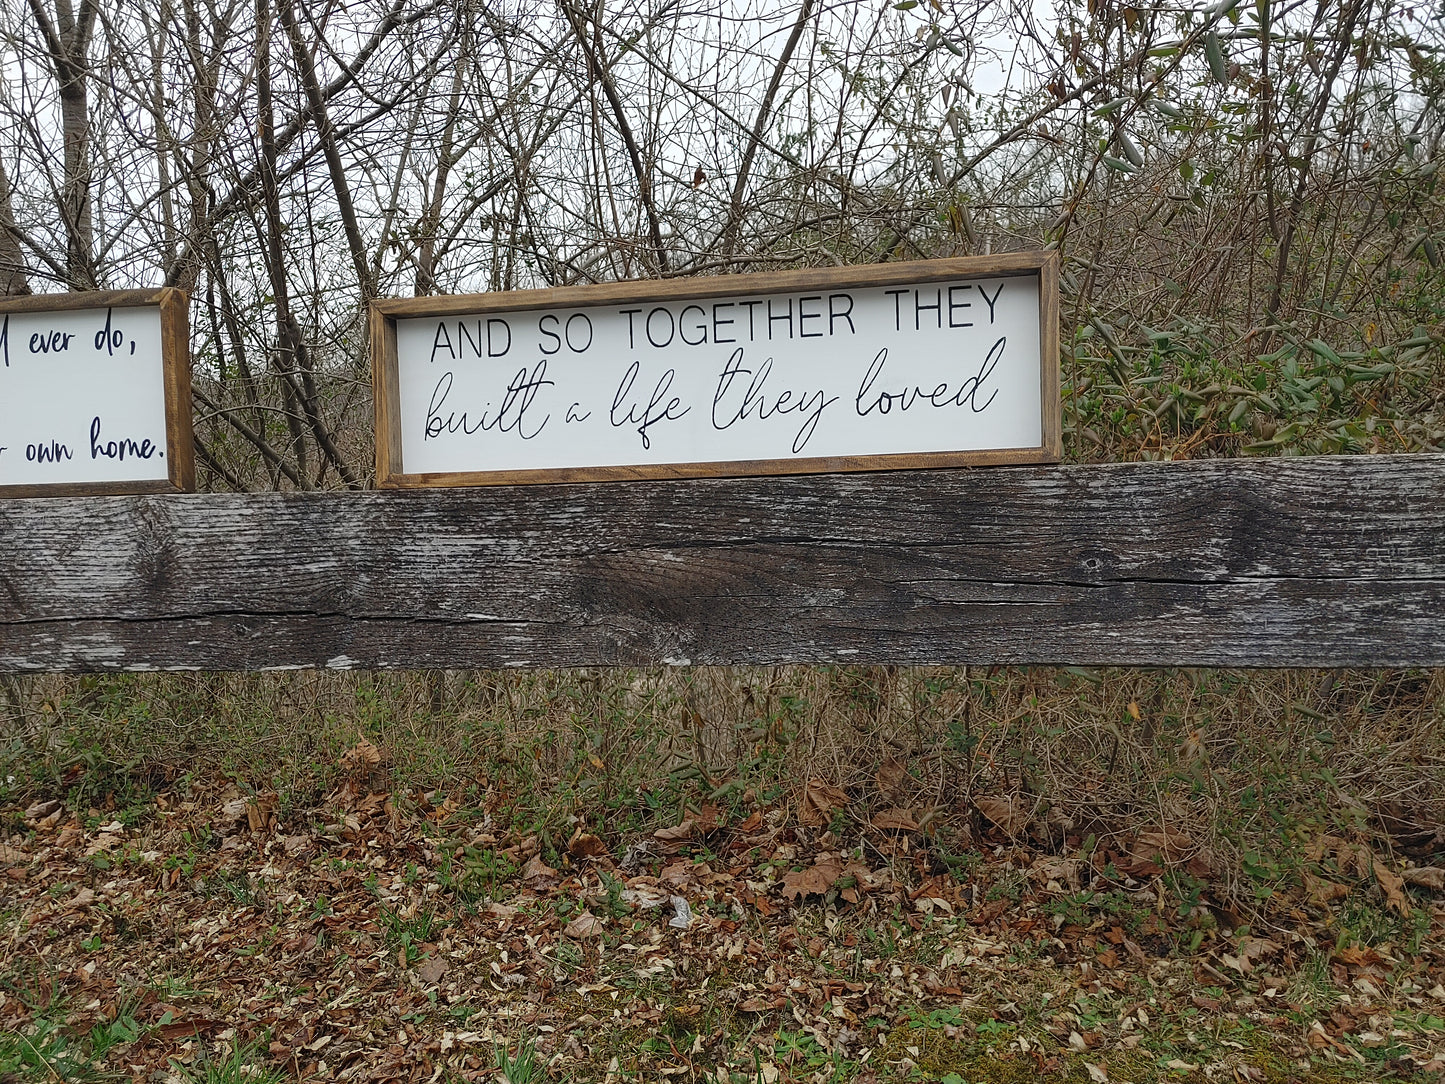 ever do,
own home.
AND SO TOGETHER THEY
built a life they loved